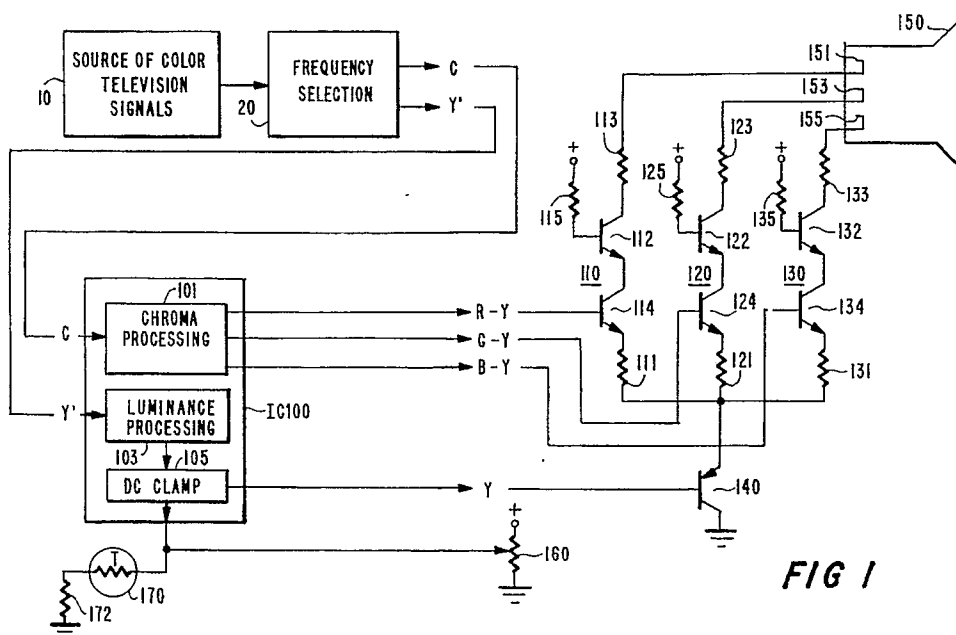 SOURCE OF COLOR
TELEVISION
SIGNALS
10
FREQUENCY
SELECTION
20
C
Y'
150
151
153
155
113
123
133
+
+
+
115
125
135
112
122
132
110
120
130
114
124
134
111
121
131
C
101
CHROMA
PROCESSING
R-Y
G-Y
B-Y
IC100
Y'
LUMINANCE
PROCESSING
103
105
DC CLAMP
Y
140
+
160
T
170
172
FIG 1